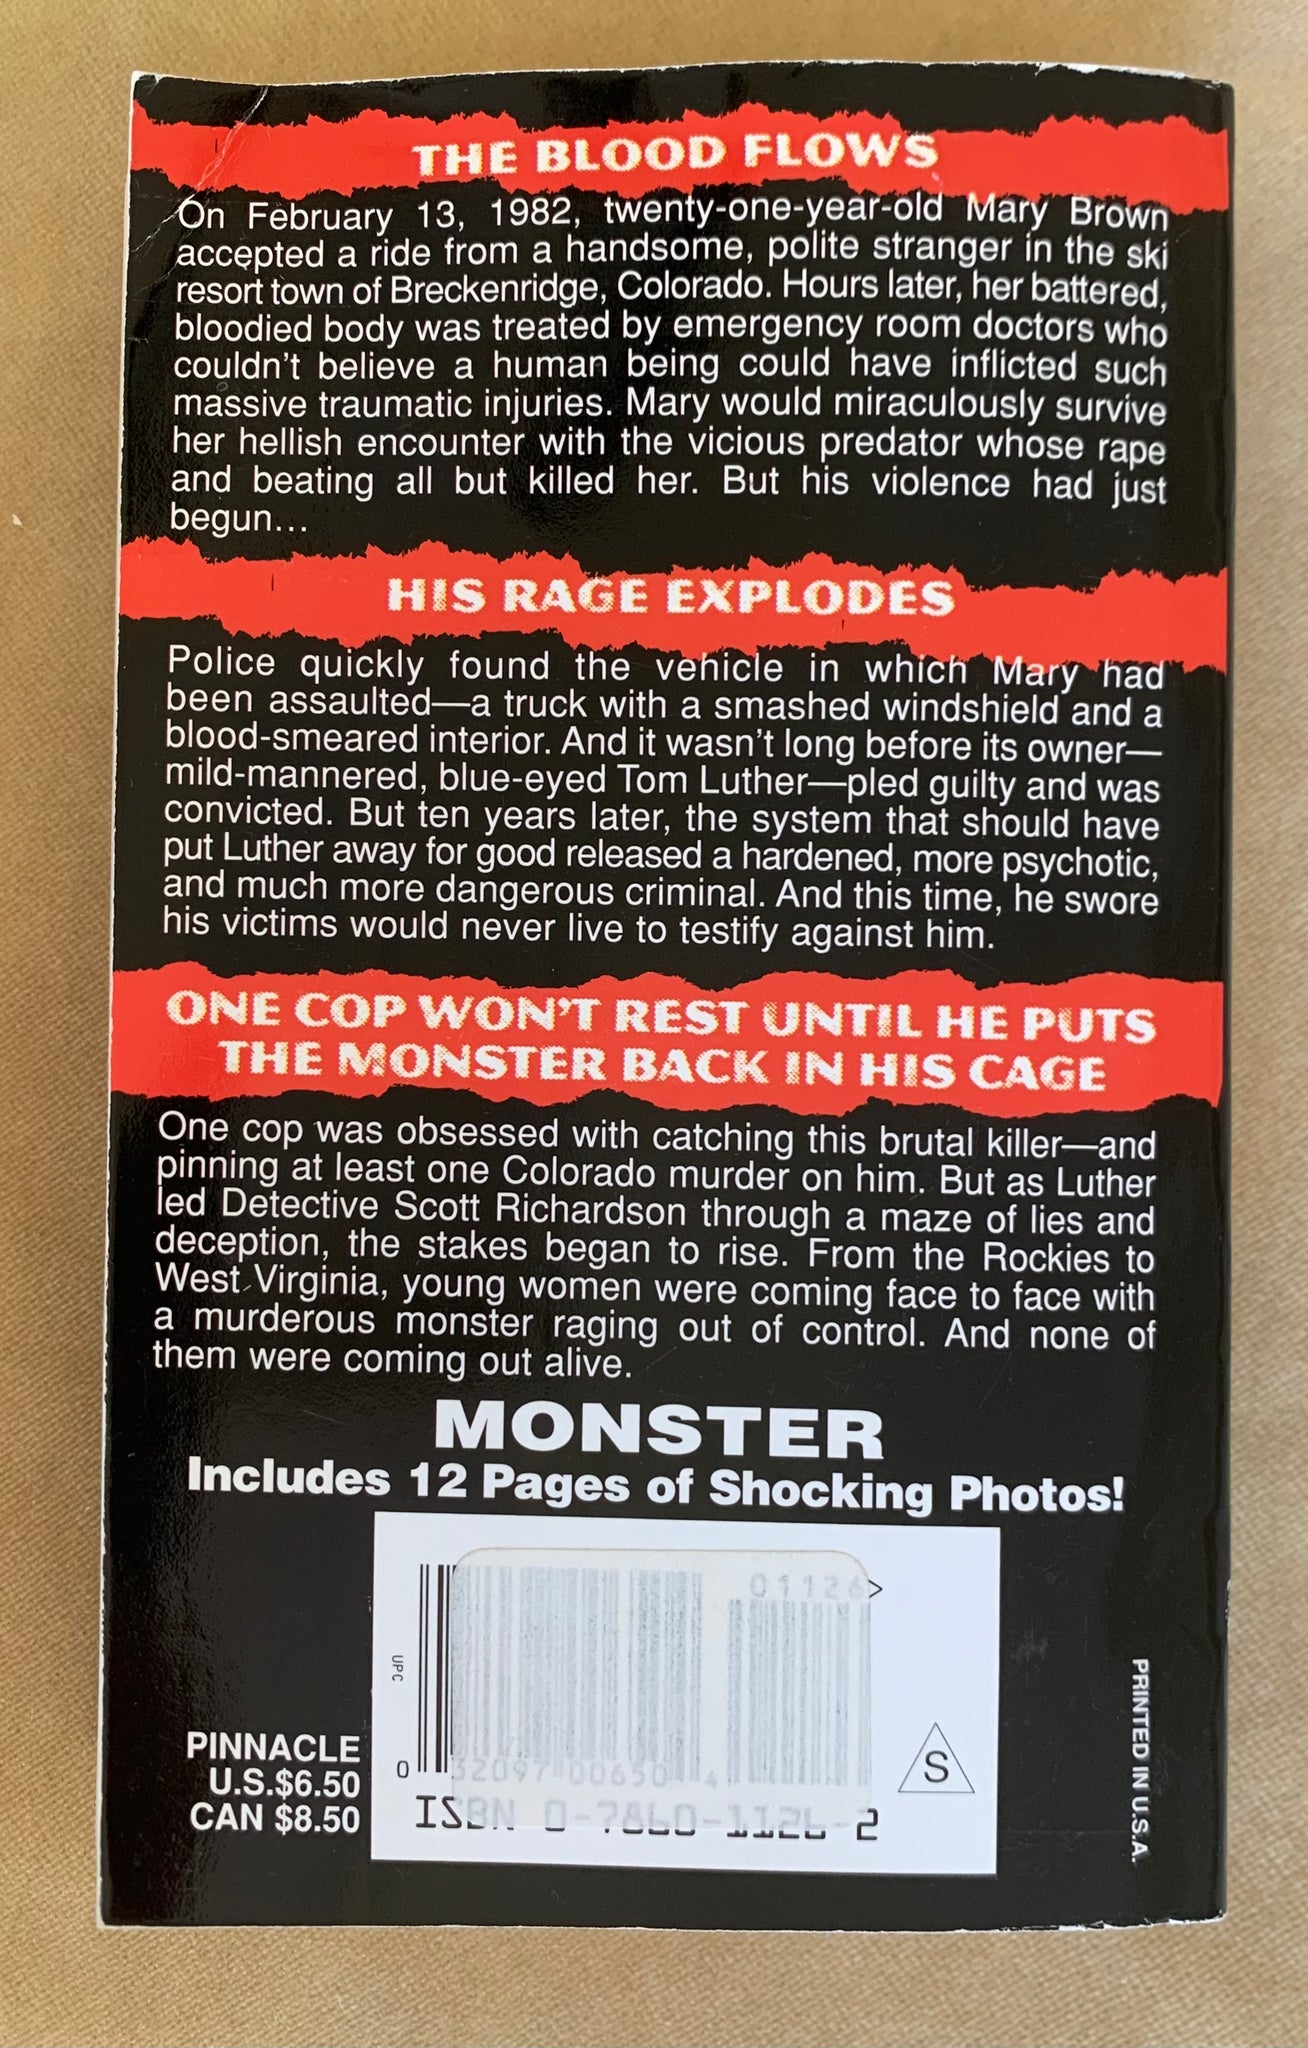 THE BLOOD FLOWS
On February 13, 1982, twenty-one-year-old Mary Brown
accepted a ride from a handsome, polite stranger in the ski
resort town of Breckenridge, Colorado. Hours later, her battered,
bloodied body was treated by emergency room doctors who
couldn't believe a human being could have inflicted such
massive traumatic injuries. Mary would miraculously survive
her hellish encounter with the vicious predator whose rape
and beating all but killed her. But his violence had just
begun...
HIS RAGE EXPLODES
Police quickly found the vehicle in which Mary had
been assaulted—a truck with a smashed windshield and a
blood-smeared interior. And it wasn't long before its owner—
mild-mannered, blue-eyed Tom Luther—pled guilty and was
convicted. But ten years later, the system that should have
put Luther away for good released a hardened, more psychotic,
and much more dangerous criminal. And this time, he swore
his victims would never live to testify against him.
ONE COP WON'T REST UNTIL HE PUTS
THE MONSTER BACK IN HIS CAGE
One cop was obsessed with catching this brutal killer—and
pinning at least one Colorado murder on him. But as Luther
led Detective Scott Richardson through a maze of lies and
deception, the stakes began to rise. From the Rockies to
West Virginia, young women were coming face to face with
a murderous monster raging out of control. And none of
them were coming out alive.
MONSTER
Includes 12 Pages of Shocking Photos!
01126>
UPC
0 32097 00650 4
ISBN 0-7860-1126-2
S
PINNACLE
U.S.$6.50
CAN $8.50
PRINTED IN U.S.A.